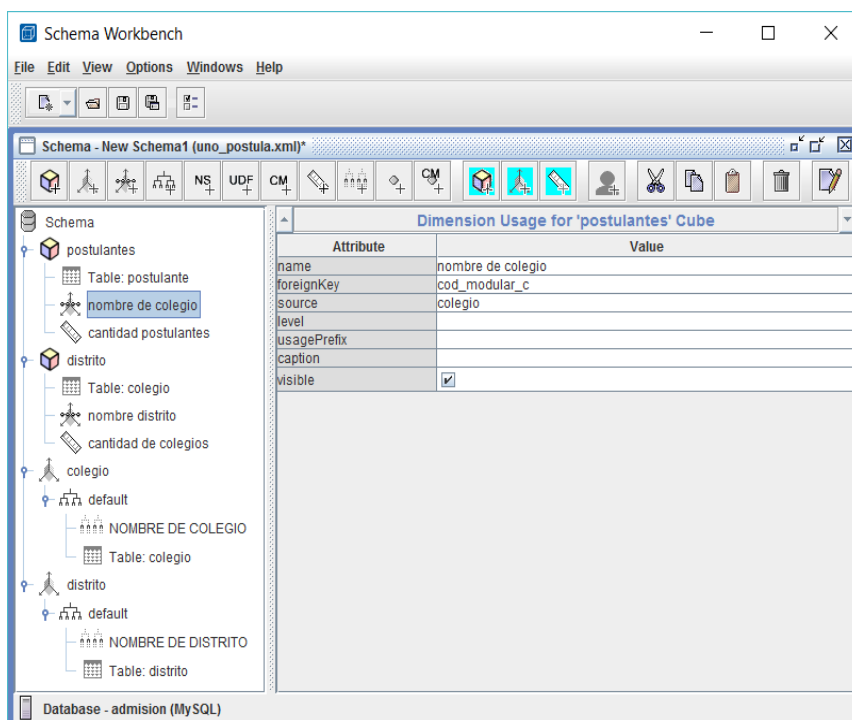 Schema Workbench
File Edit View Options Windows Help
Schema - New Schema1 (uno_postula.xml)*
NS UDF CM CM
Schema
postulantes
Table: postulante
nombre de colegio
cantidad postulantes
distrito
Table: colegio
nombre distrito
cantidad de colegios
colegio
default
NOMBRE DE COLEGIO
Table: colegio
distrito
default
NOMBRE DE DISTRITO
Table: distrito
Dimension Usage for 'postulantes' Cube
Attribute Value
name nombre de colegio
foreignKey cod_modular_c
source colegio
level
usagePrefix
caption
visible
Database - admision (MySQL)